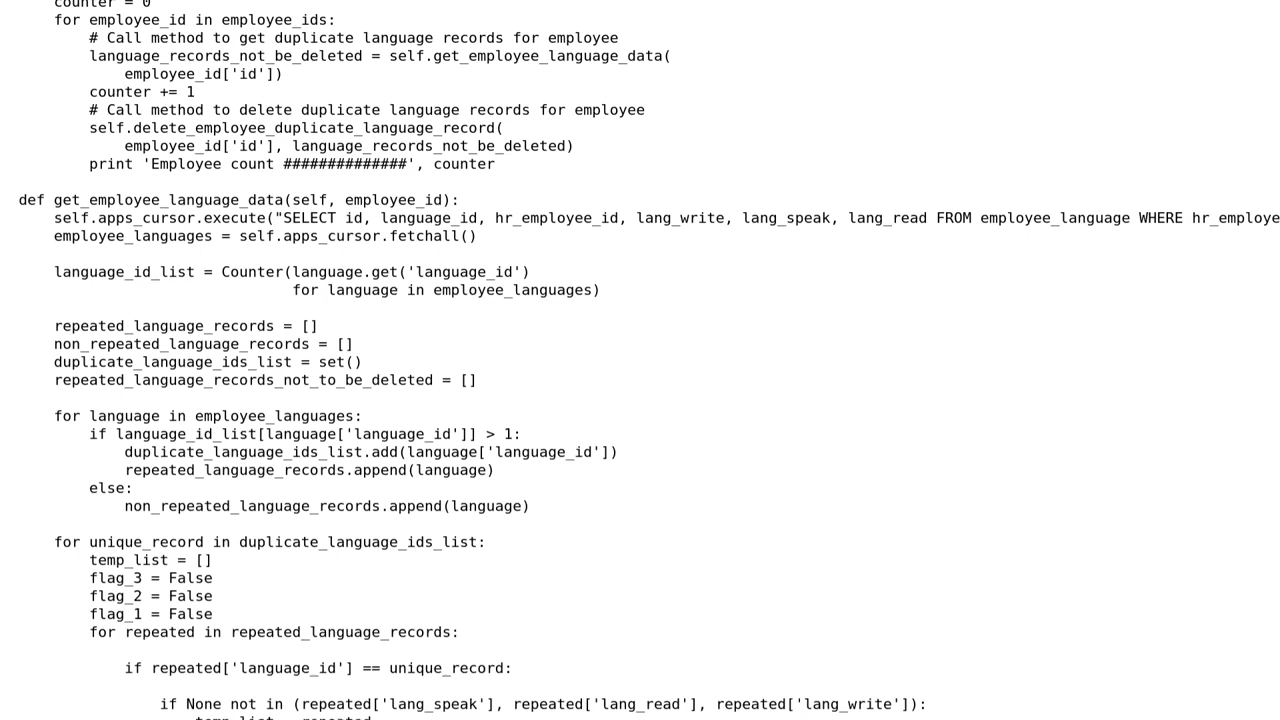 counter = 0
for employee_id in employee_ids:
# Call method to get duplicate language records for employee
language_records_not_be_deleted = self.get_employee_language_data(
employee_id['id'])
counter += 1
# Call method to delete duplicate language records for employee
self.delete_employee_duplicate_language_record(
employee_id['id'], language_records_not_be_deleted)
print 'Employee count ##############', counter
def get_employee_language_data(self, employee_id):
self.apps_cursor.execute("SELECT id, language_id, hr_employee_id, lang_write, lang_speak, lang_read FROM employee_language WHERE hr_employe
employee_languages = self.apps_cursor.fetchall()
language_id_list = Counter(language.get('language_id')
for language in employee_languages)
repeated_language_records = []
non_repeated_language_records = []
duplicate_language_ids_list = set()
repeated_language_records_not_to_be_deleted = []
for language in employee_languages:
if language_id_list[language['language_id']] > 1:
duplicate_language_ids_list.add(language['language_id'])
repeated_language_records.append(language)
else:
non_repeated_language_records.append(language)
for unique_record in duplicate_language_ids_list:
temp_list = []
flag_3 = False
flag_2 = False
flag_1 = False
for repeated in repeated_language_records:
if repeated['language_id'] == unique_record:
if None not in (repeated['lang_speak'], repeated['lang_read'], repeated['lang_write']):
temp_list = repeated